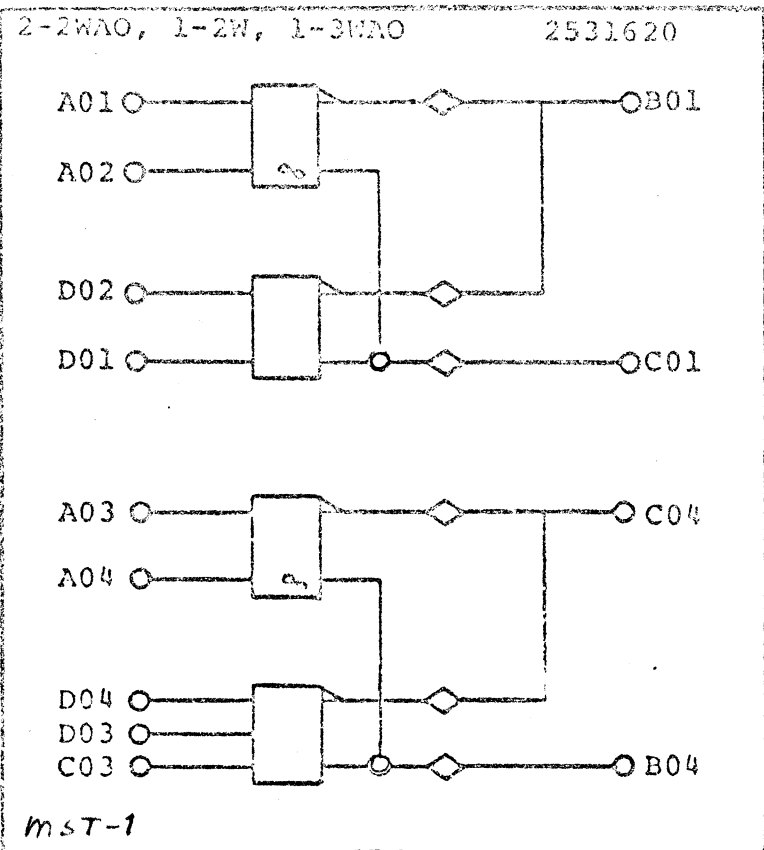 2-2WAO, 1-2W, 1-3WAO 2531620
A01 B01
A02
D02
D01 C01
A03 C04
A04
D04
D03
C03 B04
MST-1